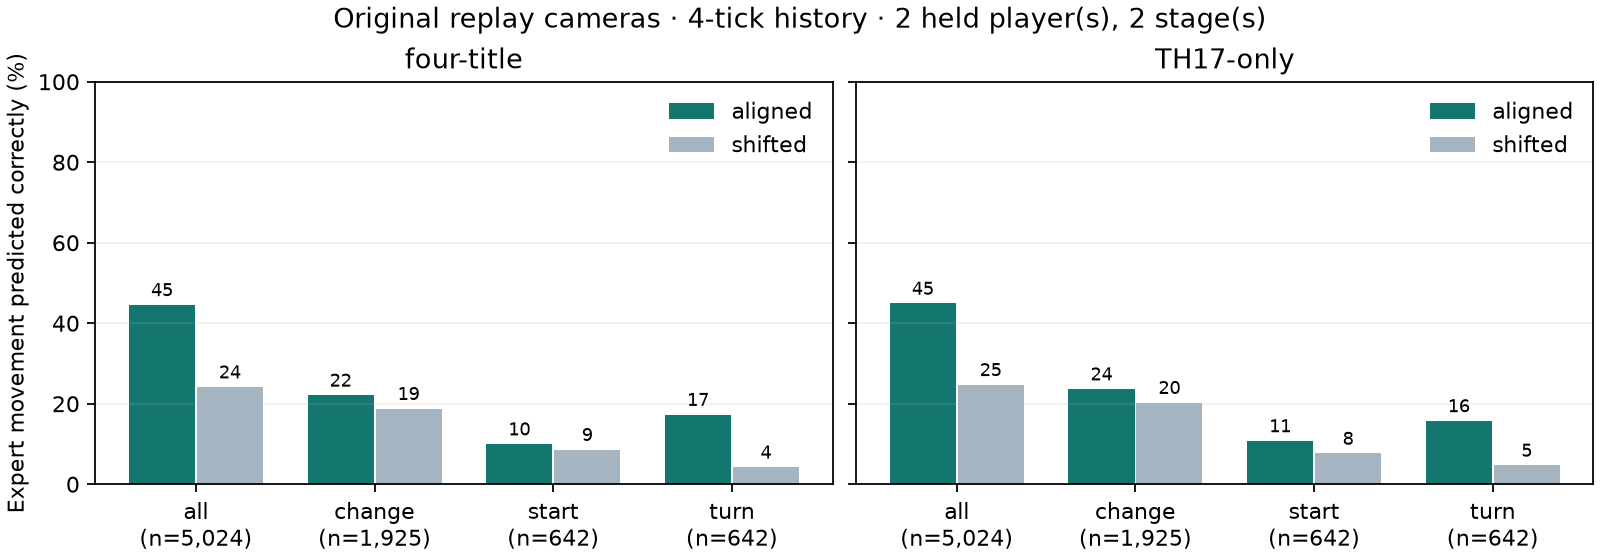 Original replay cameras · 4-tick history · 2 held player(s), 2 stage(s)
four-title
TH17-only
Expert movement predicted correctly (%)
100
80
60
40
20
0
aligned
shifted
45
24
22
19
10
9
17
4
all
(n=5,024)
change
(n=1,925)
start
(n=642)
turn
(n=642)
aligned
shifted
45
25
24
20
11
8
16
5
all
(n=5,024)
change
(n=1,925)
start
(n=642)
turn
(n=642)